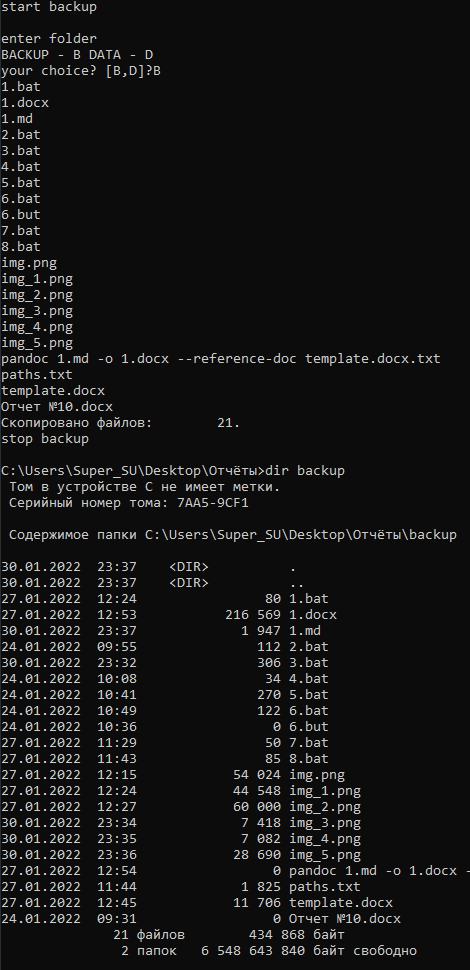 start backup
enter folder
BACKUP - B DATA - D
your choice? [B,D]?B
1.bat
1.docx
1.md
2.bat
3.bat
4.bat
5.bat
6.bat
6.but
7.bat
8.bat
img.png
img_1.png
img_2.png
img_3.png
img_4.png
img_5.png
pandoc 1.md -o 1.docx --reference-doc template.docx.txt
paths.txt
template.docx
Отчет №10.docx
Скопировано файлов:        21.
stop backup
C:\Users\Super_SU\Desktop\Отчёты>dir backup
 Том в устройстве C не имеет метки.
 Серийный номер тома: 7AA5-9CF1
 Содержимое папки C:\Users\Super_SU\Desktop\Отчёты\backup
30.01.2022  23:37    <DIR>          .
30.01.2022  23:37    <DIR>          ..
27.01.2022  12:24                80 1.bat
27.01.2022  12:53           216 569 1.docx
30.01.2022  23:37             1 947 1.md
24.01.2022  09:55               112 2.bat
30.01.2022  23:32               306 3.bat
24.01.2022  10:08                34 4.bat
24.01.2022  10:41               270 5.bat
24.01.2022  10:49               122 6.bat
24.01.2022  10:36                 0 6.but
27.01.2022  11:29                50 7.bat
27.01.2022  11:43                85 8.bat
27.01.2022  12:15            54 024 img.png
27.01.2022  12:24            44 548 img_1.png
27.01.2022  12:27            60 000 img_2.png
30.01.2022  23:34             7 418 img_3.png
30.01.2022  23:35             7 082 img_4.png
30.01.2022  23:36            28 690 img_5.png
27.01.2022  12:54                 0 pandoc 1.md -o 1.docx -
27.01.2022  11:44             1 825 paths.txt
27.01.2022  12:45            11 706 template.docx
24.01.2022  09:31                 0 Отчет №10.docx
              21 файлов        434 868 байт
               2 папок   6 548 643 840 байт свободно